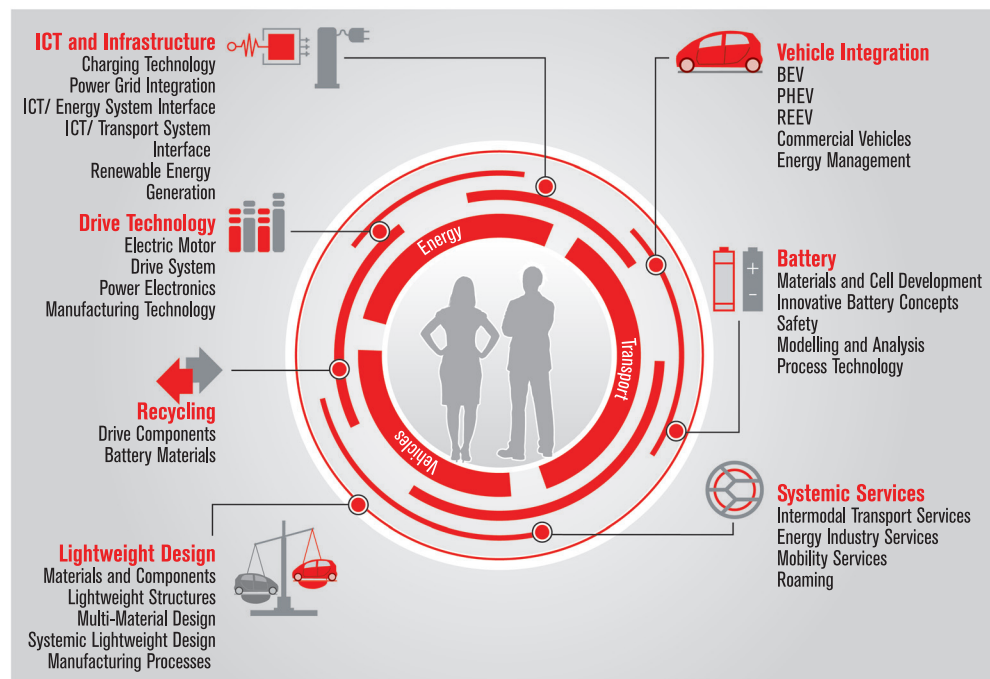 ICT and Infrastructure
Charging Technology
Power Grid Integration
ICT/ Energy System Interface
ICT/ Transport System
Interface
Renewable Energy
Generation
Drive Technology
Electric Motor
Drive System
Power Electronics
Manufacturing Technology
Recycling
Drive Components
Battery Materials
Lightweight Design
Materials and Components
Lightweight Structures
Multi-Material Design
Systemic Lightweight Design
Manufacturing Processes
Energy
Transport
Vehicles
Vehicle Integration
BEV
PHEV
REEV
Commercial Vehicles
Energy Management
Battery
Materials and Cell Development
Innovative Battery Concepts
Safety
Modelling and Analysis
Process Technology
Systemic Services
Intermodal Transport Services
Energy Industry Services
Mobility Services
Roaming